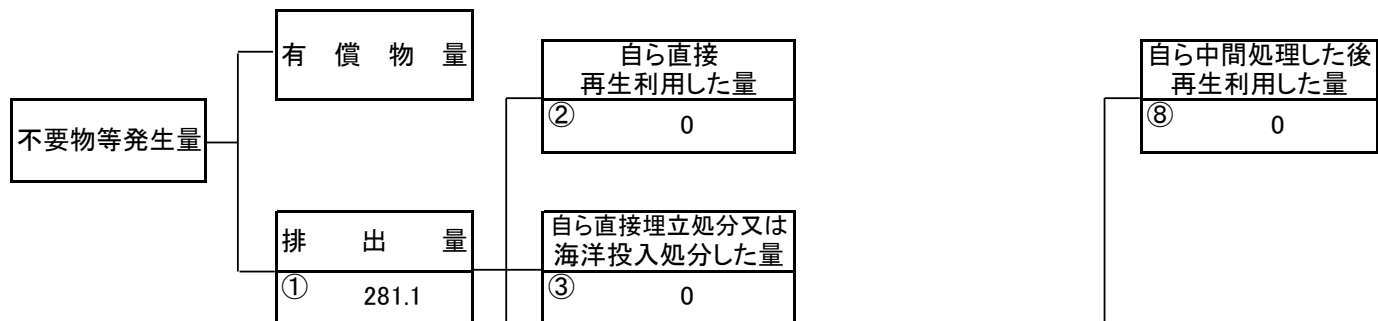 有償物量
自ら直接
再生利用した量
②
0
自ら中間処理した後
再生利用した量
⑧
0
不要物等発生量
排出量
①
281.1
自ら直接埋立処分又は
海洋投入処分した量
③
0